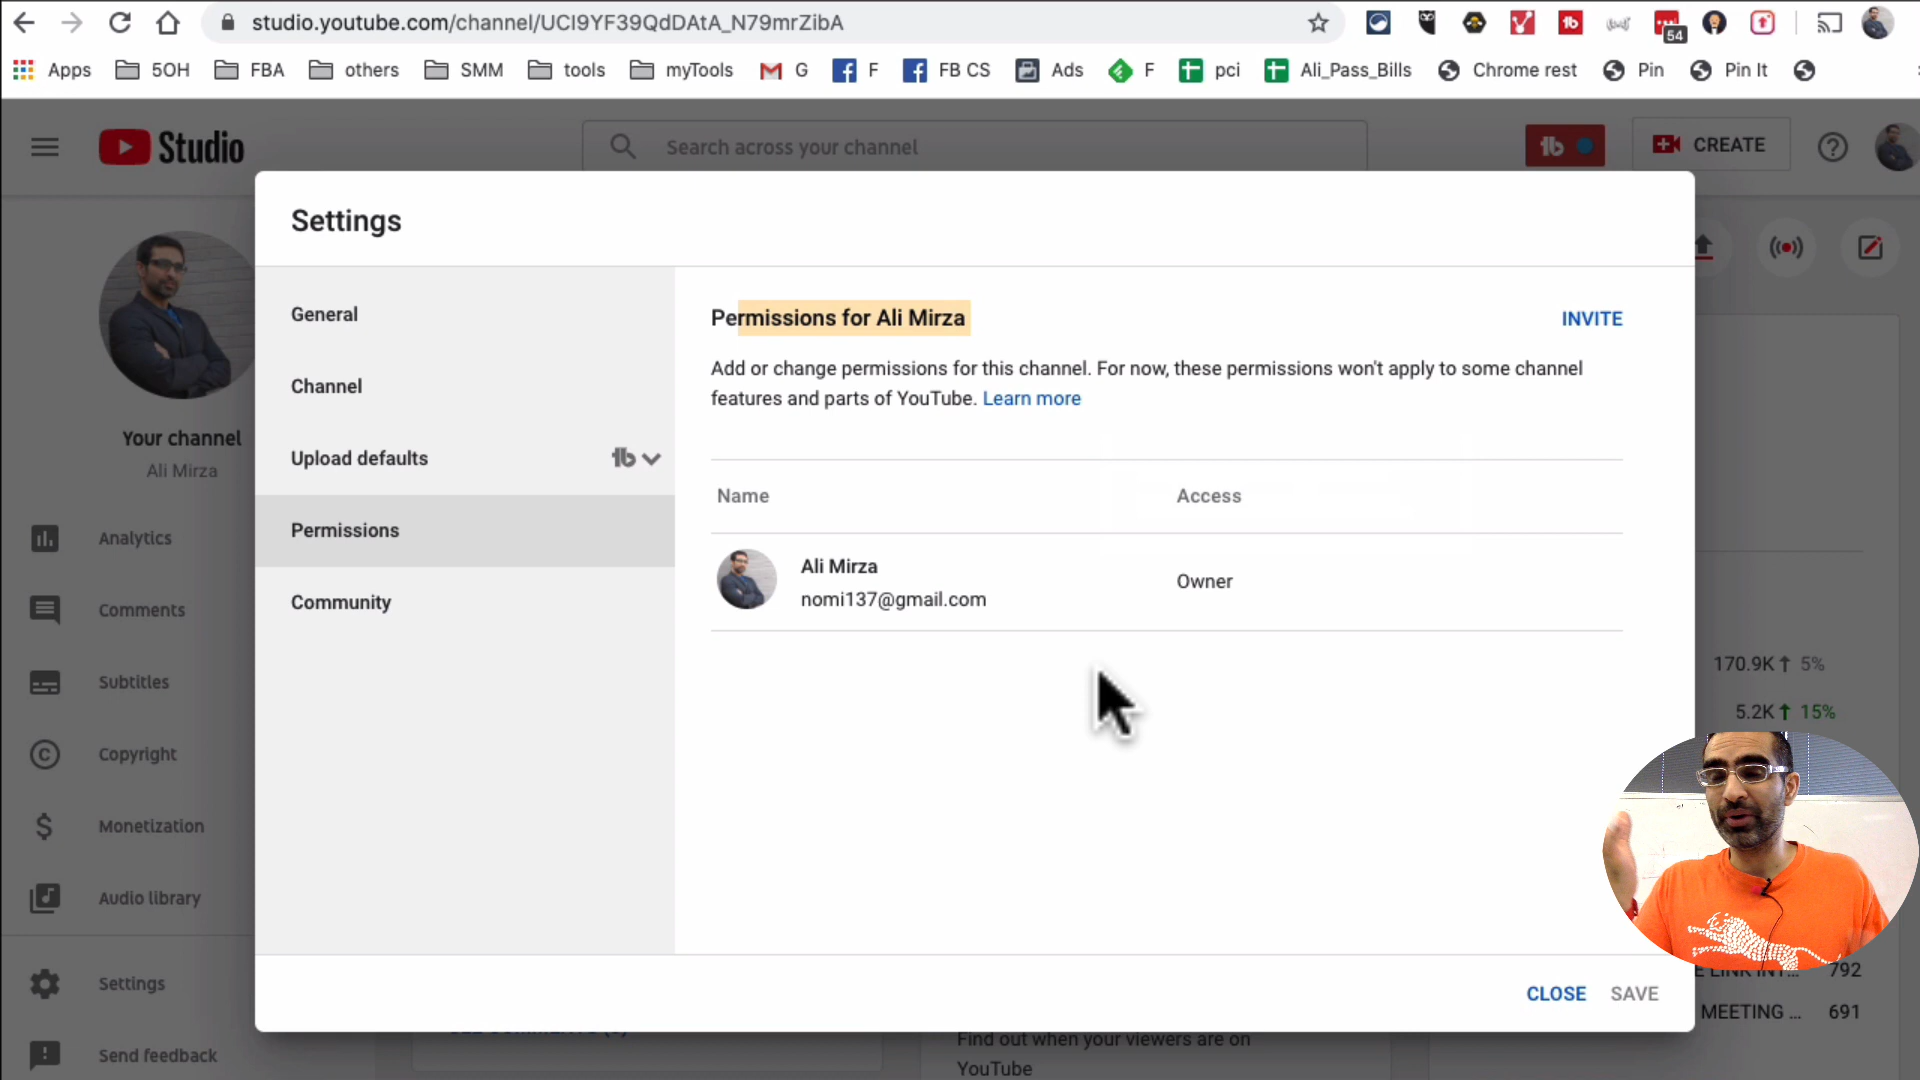 studio.youtube.com/channel/UCI9YF39QdDAtA_N79mrZibA
54
Apps 5OH FBA others SMM tools myTools G F FB CS Ads F pci Ali_Pass_Bills Chrome rest Pin Pin It
Studio
Search across your channel
CREATE
Settings
General
Channel
Upload defaults
Permissions
Community
Permissions for Ali Mirza
INVITE
Add or change permissions for this channel. For now, these permissions won't apply to some channel
features and parts of YouTube. Learn more
Name Access
Ali Mirza
nomi137@gmail.com
Owner
CLOSE SAVE
Your channel
Ali Mirza
Analytics
Comments
Subtitles
Copyright
Monetization
Audio library
Settings
Send feedback
170.9K 5%
5.2K 15%
792
MEETING ... 691
Find out when your viewers are on
YouTube